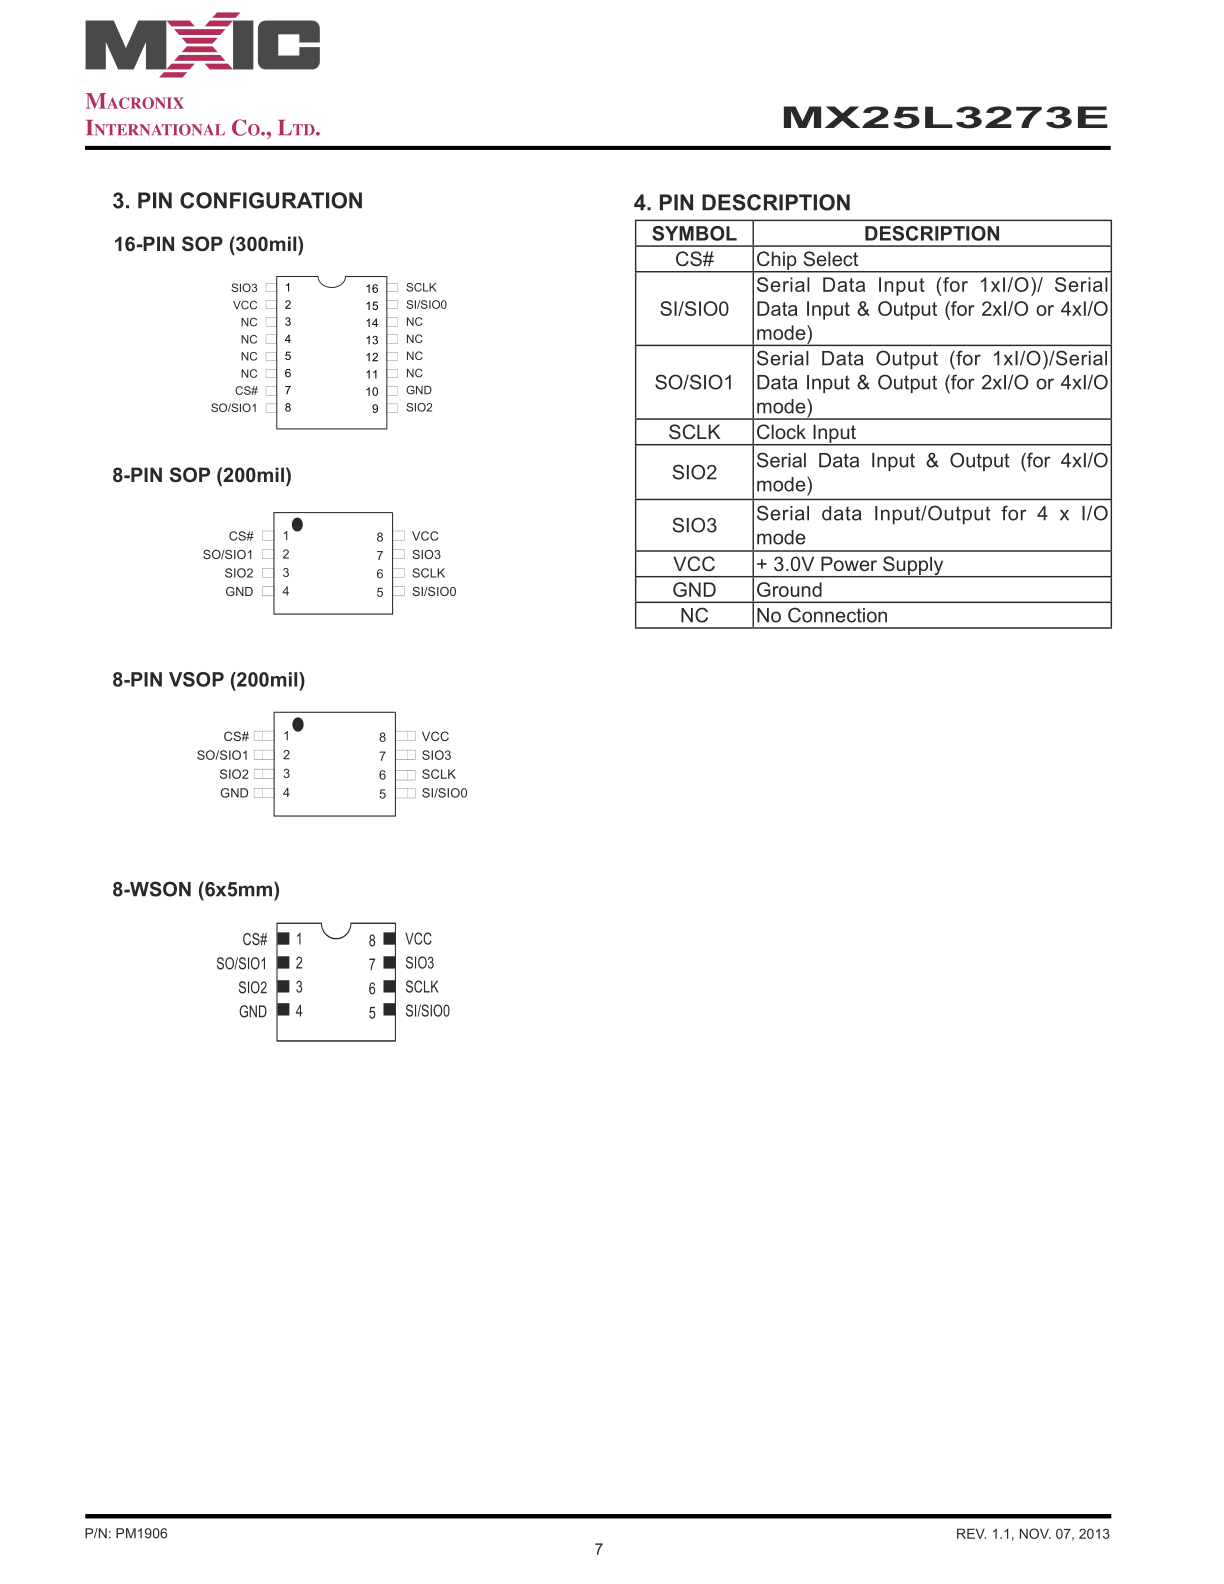 MXIC
MACRONIX
INTERNATIONAL CO., LTD.
MX25L3273E
3. PIN CONFIGURATION
16-PIN SOP (300mil)
SIO3 1 16 SCLK
VCC 2 15 SI/SIO0
NC 3 14 NC
NC 4 13 NC
NC 5 12 NC
NC 6 11 NC
CS# 7 10 GND
SO/SIO1 8 9 SIO2
8-PIN SOP (200mil)
CS# 1 8 VCC
SO/SIO1 2 7 SIO3
SIO2 3 6 SCLK
GND 4 5 SI/SIO0
8-PIN VSOP (200mil)
CS# 1 8 VCC
SO/SIO1 2 7 SIO3
SIO2 3 6 SCLK
GND 4 5 SI/SIO0
8-WSON (6x5mm)
CS# 1 8 VCC
SO/SIO1 2 7 SIO3
SIO2 3 6 SCLK
GND 4 5 SI/SIO0
4. PIN DESCRIPTION
SYMBOL DESCRIPTION
CS# Chip Select
SI/SIO0 Serial Data Input (for 1xI/O)/ Serial
Data Input & Output (for 2xI/O or 4xI/O
mode)
SO/SIO1 Serial Data Output (for 1xI/O)/Serial
Data Input & Output (for 2xI/O or 4xI/O
mode)
SCLK Clock Input
SIO2 Serial Data Input & Output (for 4xI/O
mode)
SIO3 Serial data Input/Output for 4 x I/O
mode
VCC + 3.0V Power Supply
GND Ground
NC No Connection
P/N: PM1906
REV. 1.1, NOV. 07, 2013
7